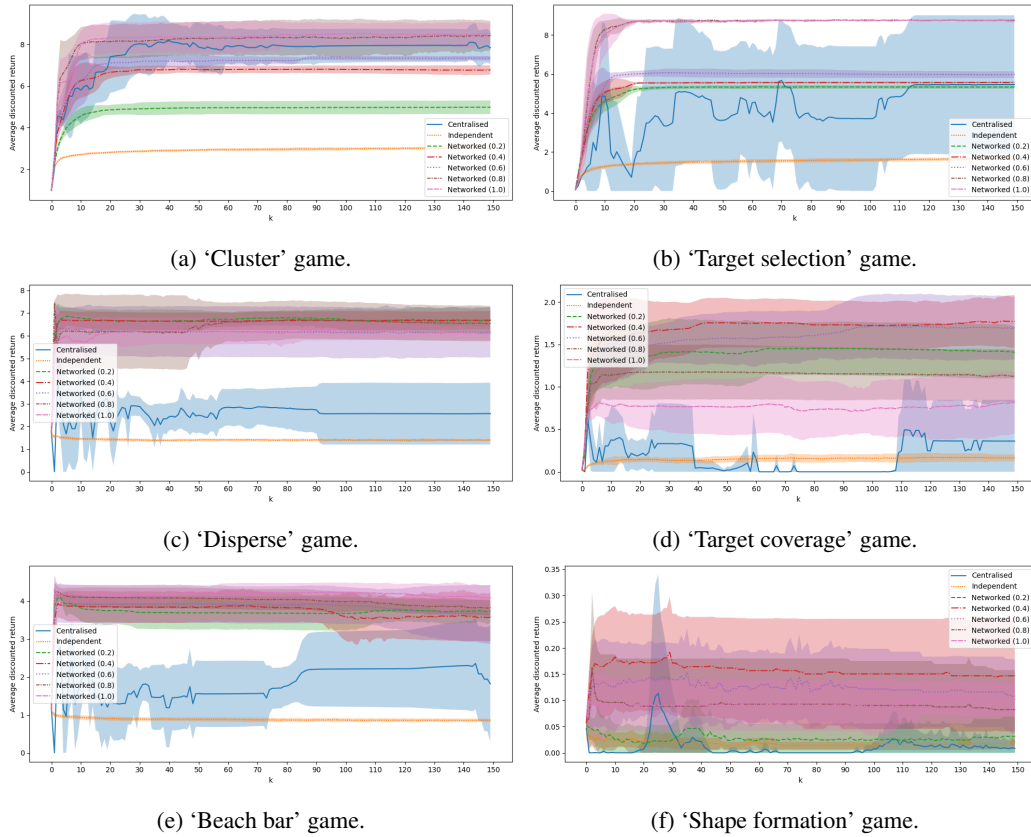 8
6
4
2
Average discounted return
0 10 20 30 40 50 60 70 80 90 100 110 120 130 140 150
k
Centralised
Independent
Networked (0.2)
Networked (0.4)
Networked (0.6)
Networked (0.8)
Networked (1.0)
(a) ‘Cluster’ game.
8
6
4
2
0
Average discounted return
0 10 20 30 40 50 60 70 80 90 100 110 120 130 140 150
k
Centralised
Independent
Networked (0.2)
Networked (0.4)
Networked (0.6)
Networked (0.8)
Networked (1.0)
(b) ‘Target selection’ game.
8
7
6
5
4
3
2
1
0
Average discounted return
0 10 20 30 40 50 60 70 80 90 100 110 120 130 140 150
k
Centralised
Independent
Networked (0.2)
Networked (0.4)
Networked (0.6)
Networked (0.8)
Networked (1.0)
(c) ‘Disperse’ game.
2.0
1.5
1.0
0.5
0.0
Average discounted return
0 10 20 30 40 50 60 70 80 90 100 110 120 130 140 150
k
Centralised
Independent
Networked (0.2)
Networked (0.4)
Networked (0.6)
Networked (0.8)
Networked (1.0)
(d) ‘Target coverage’ game.
4
3
2
1
0
Average discounted return
0 10 20 30 40 50 60 70 80 90 100 110 120 130 140 150
k
Centralised
Independent
Networked (0.2)
Networked (0.4)
Networked (0.6)
Networked (0.8)
Networked (1.0)
(e) ‘Beach bar’ game.
0.35
0.30
0.25
0.20
0.15
0.10
0.05
0.00
Average discounted return
0 10 20 30 40 50 60 70 80 90 100 110 120 130 140 150
k
Centralised
Independent
Networked (0.2)
Networked (0.4)
Networked (0.6)
Networked (0.8)
Networked (1.0)
(f) ‘Shape formation’ game.